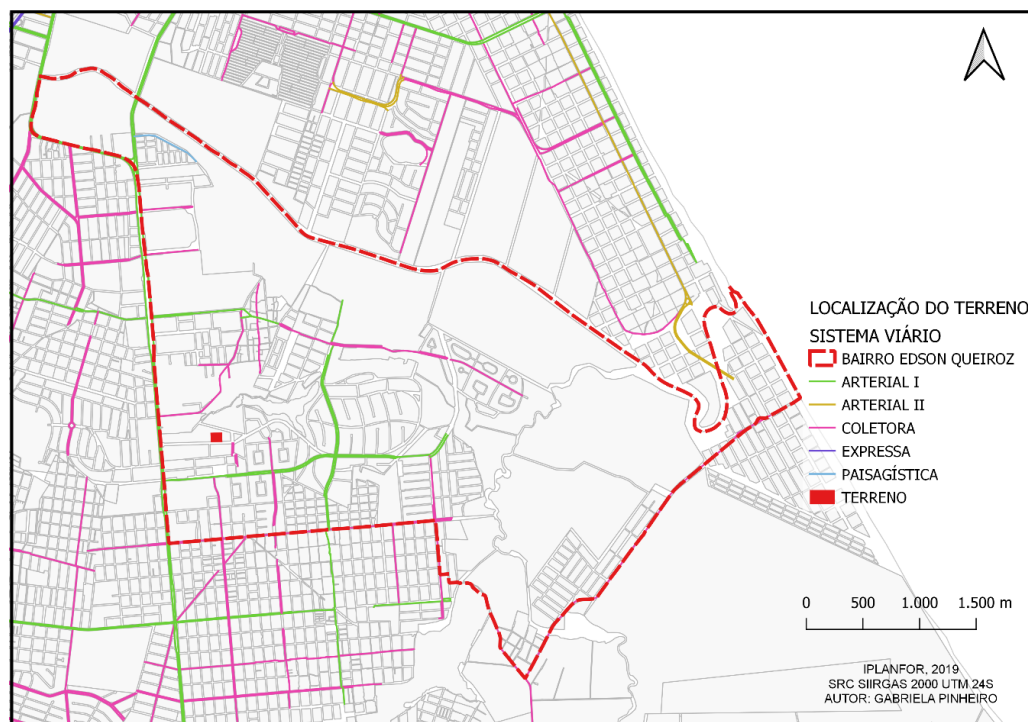 LOCALIZAÇÃO DO TERRENO
SISTEMA VIÁRIO
BAIRRO EDSON QUEIROZ
ARTERIAL I
ARTERIAL II
COLETORA
EXPRESSA
PAISAGÍSTICA
TERRENO
0 500 1.000 1.500 m
IPLANFOR, 2019
SRC SIIRGAS 2000 UTM 24S
AUTOR: GABRIELA PINHEIRO